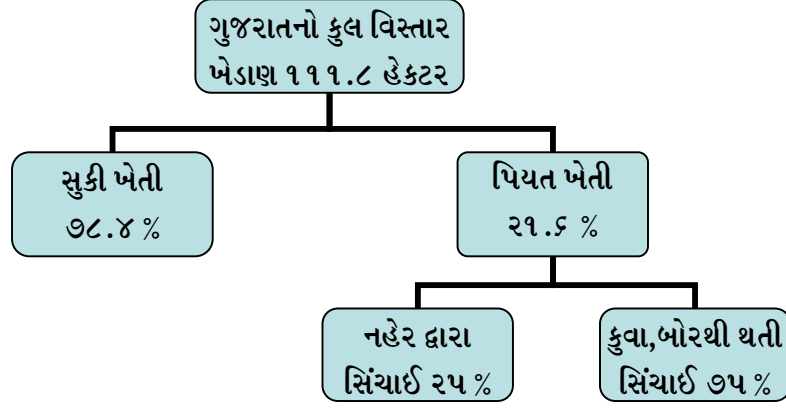 ગુજરાતનો કુલ વિસ્તાર
ખેડાણ ૧૧૧.૮ હેકટર
સુકી ખેતી
૭૮.૪ %
પિયત ખેતી
૨૧.૬ %
નહેર દ્વારા
સિંચાઈ ૨૫ %
કુવા,બોરથી થતી
સિંચાઈ ૭૫ %